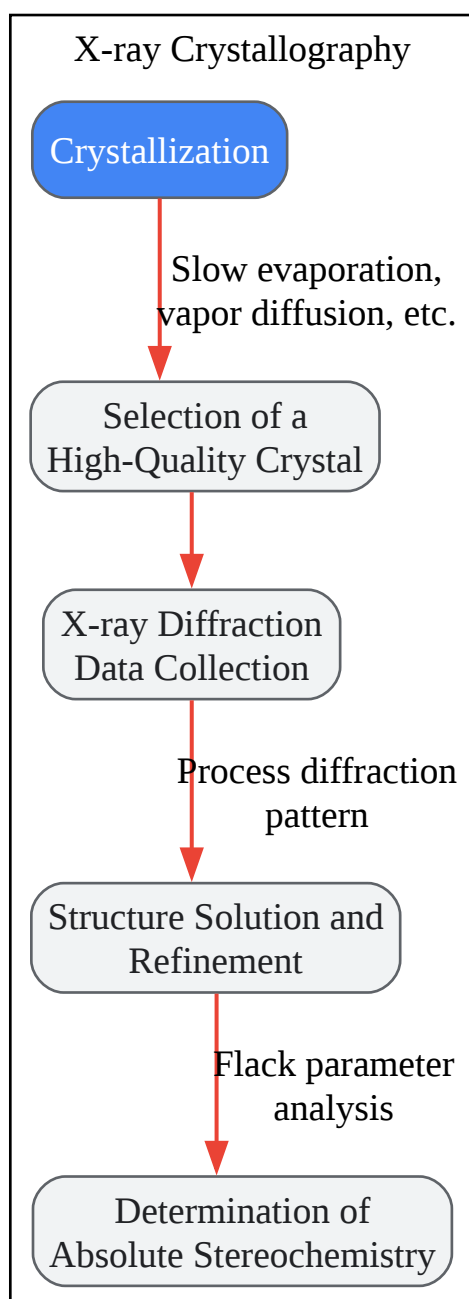 X-ray Crystallography
Crystallization
Slow evaporation,
vapor diffusion, etc.
Selection of a
High-Quality Crystal
X-ray Diffraction
Data Collection
Process diffraction
pattern
Structure Solution and
Refinement
Flack parameter
analysis
Determination of
Absolute Stereochemistry